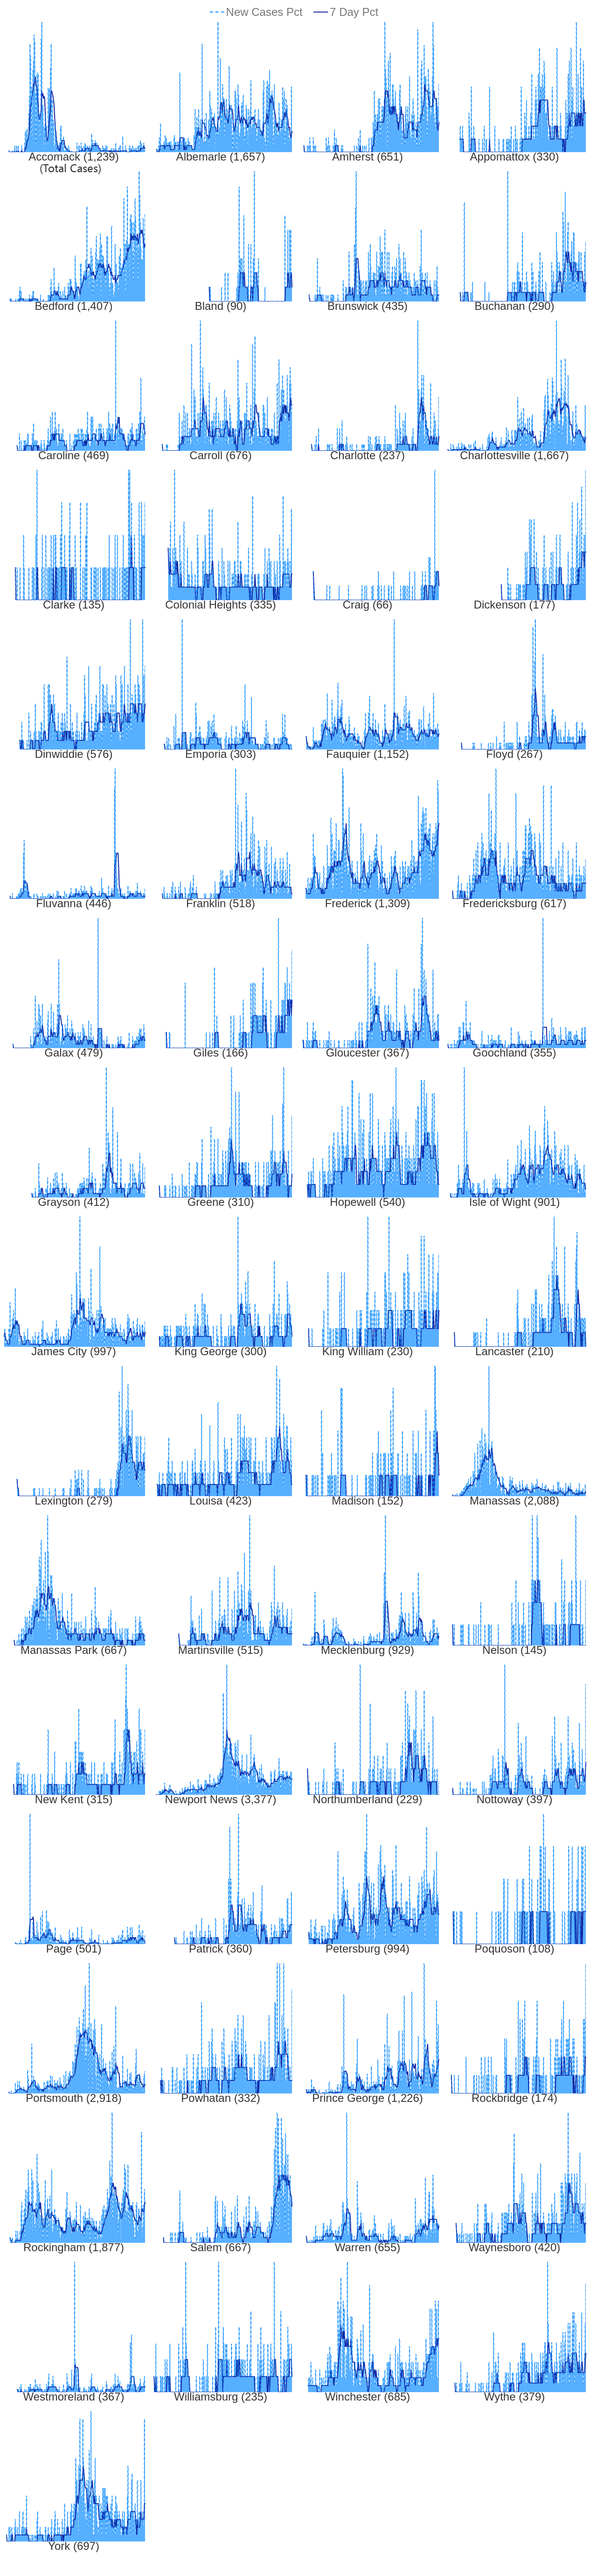 New Cases Pct 7 Day Pct
Accomack (1,239) Albemarle (1,657) Amherst (651) Appomattox (330)
(Total Cases)
Bedford (1,407) Bland (90) Brunswick (435) Buchanan (290)
Caroline (469) Carroll (676) Charlotte (237) Charlottesville (1,667)
Clarke (135) Colonial Heights (335) Craig (66) Dickenson (177)
Dinwiddie (576) Emporia (303) Fauquier (1,152) Floyd (267)
Fluvanna (446) Franklin (518) Frederick (1,309) Fredericksburg (617)
Galax (479) Giles (166) Gloucester (367) Goochland (355)
Grayson (412) Greene (310) Hopewell (540) Isle of Wight (901)
James City (997) King George (300) King William (230) Lancaster (210)
Lexington (279) Louisa (423) Madison (152) Manassas (2,088)
Manassas Park (667) Martinsville (515) Mecklenburg (929) Nelson (145)
New Kent (315) Newport News (3,377) Northumberland (229) Nottoway (397)
Page (501) Patrick (360) Petersburg (994) Poquoson (108)
Portsmouth (2,918) Powhatan (332) Prince George (1,226) Rockbridge (174)
Rockingham (1,877) Salem (667) Warren (655) Waynesboro (420)
Westmoreland (367) Williamsburg (235) Winchester (685) Wythe (379)
York (697)